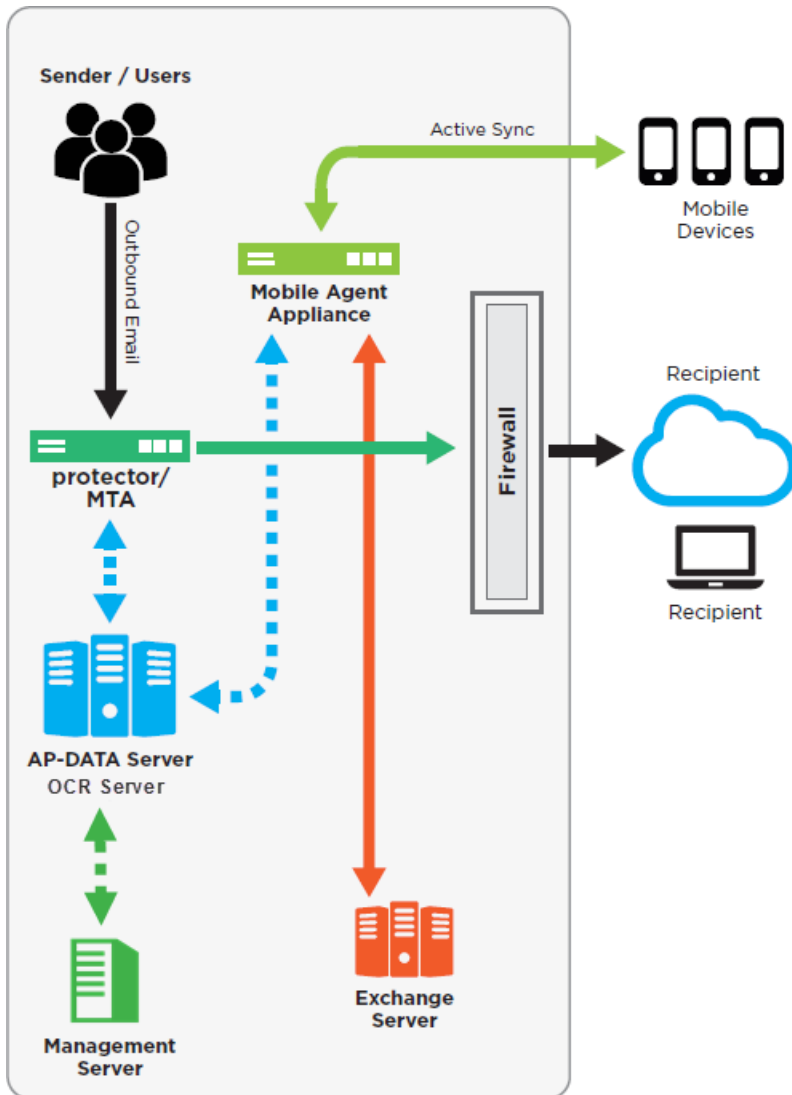 Sender / Users
Active Sync
Mobile
Devices
Outbound Email
Mobile Agent
Appliance
Firewall
Recipient
protector/
MTA
Recipient
AP-DATA Server
OCR Server
Exchange
Server
Management
Server